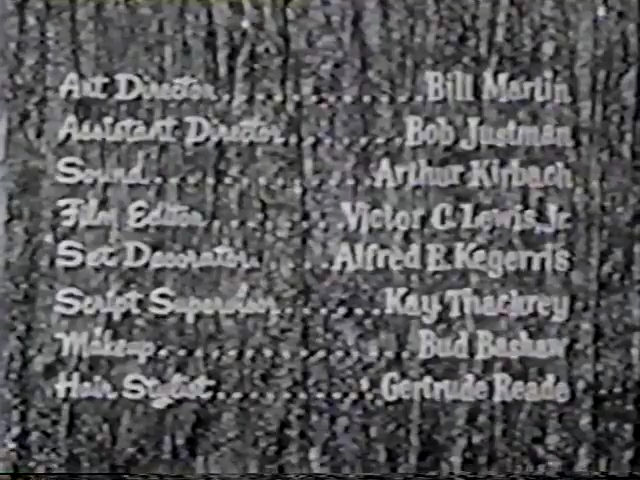 Art Director..............Bill Martin
Assistant Director........Bob Justman
Sound..............Arthur Kirbach
Film Editor.........Victor C. Lewis, Jr.
Set Decorator......Alfred E. Kegerris
Script Supervisor.......Kay Thackrey
Makeup................Bud Bashaw
Hair Stylist...........Gertrude Reade